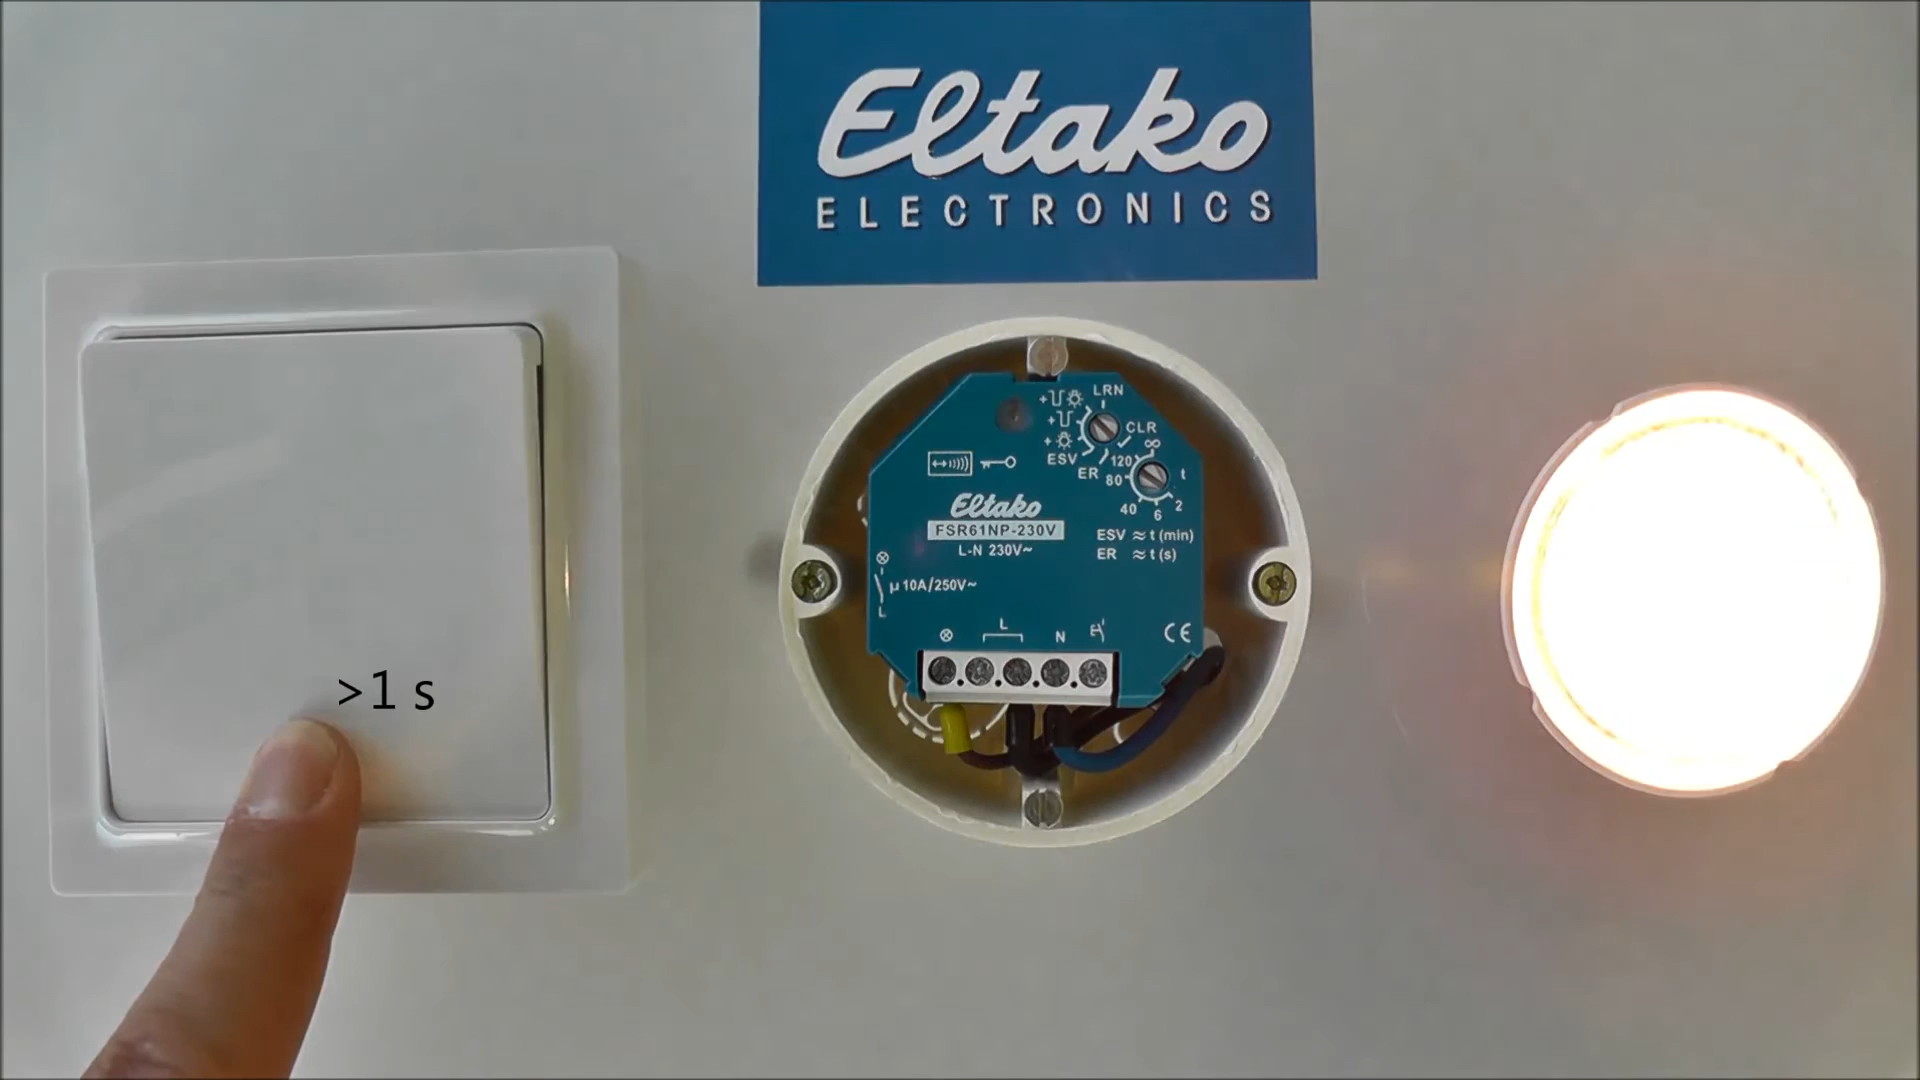 Eltako
ELECTRONICS
LRN
CLR
∞
ESV
ER
120
80
t
40
6
2
Eltako
FSR61NP-230V
L-N 230V~
ESV ≈ t (min)
ER ≈ t (s)
µ 10A/250V~
L
L
N
CE
>1 s